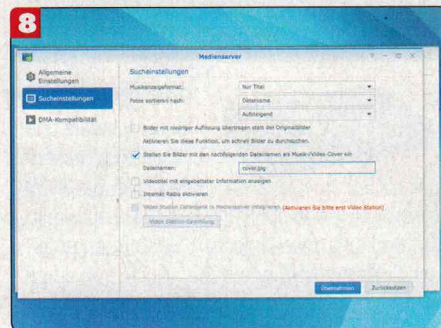 8
Medienserver
Allgemeine
Einstellungen
Sucheinstellungen
DMA-Kompatibilität
Sucheinstellungen
Musikanzeigeformat:
Nur Titel
Fotos sortieren nach:
Dateiname
Aufsteigend
Bilder mit niedriger Auflösung übertragen statt der Originalbilder
Aktivieren Sie diese Funktion, um schnell Bilder zu durchsuchen.
Stellen Sie Bilder mit den nachfolgenden Dateinamen als Musik-/Video-Cover ein
Dateinamen:
cover.jpg
Videotitel mit eingebetteter Information anzeigen
Internet Radio aktivieren
Video Station Datenbank in Medienserver integrieren (Aktivieren Sie bitte erst Video Station)
Video Station-Einstellung
Übernehmen
Zurücksetzen